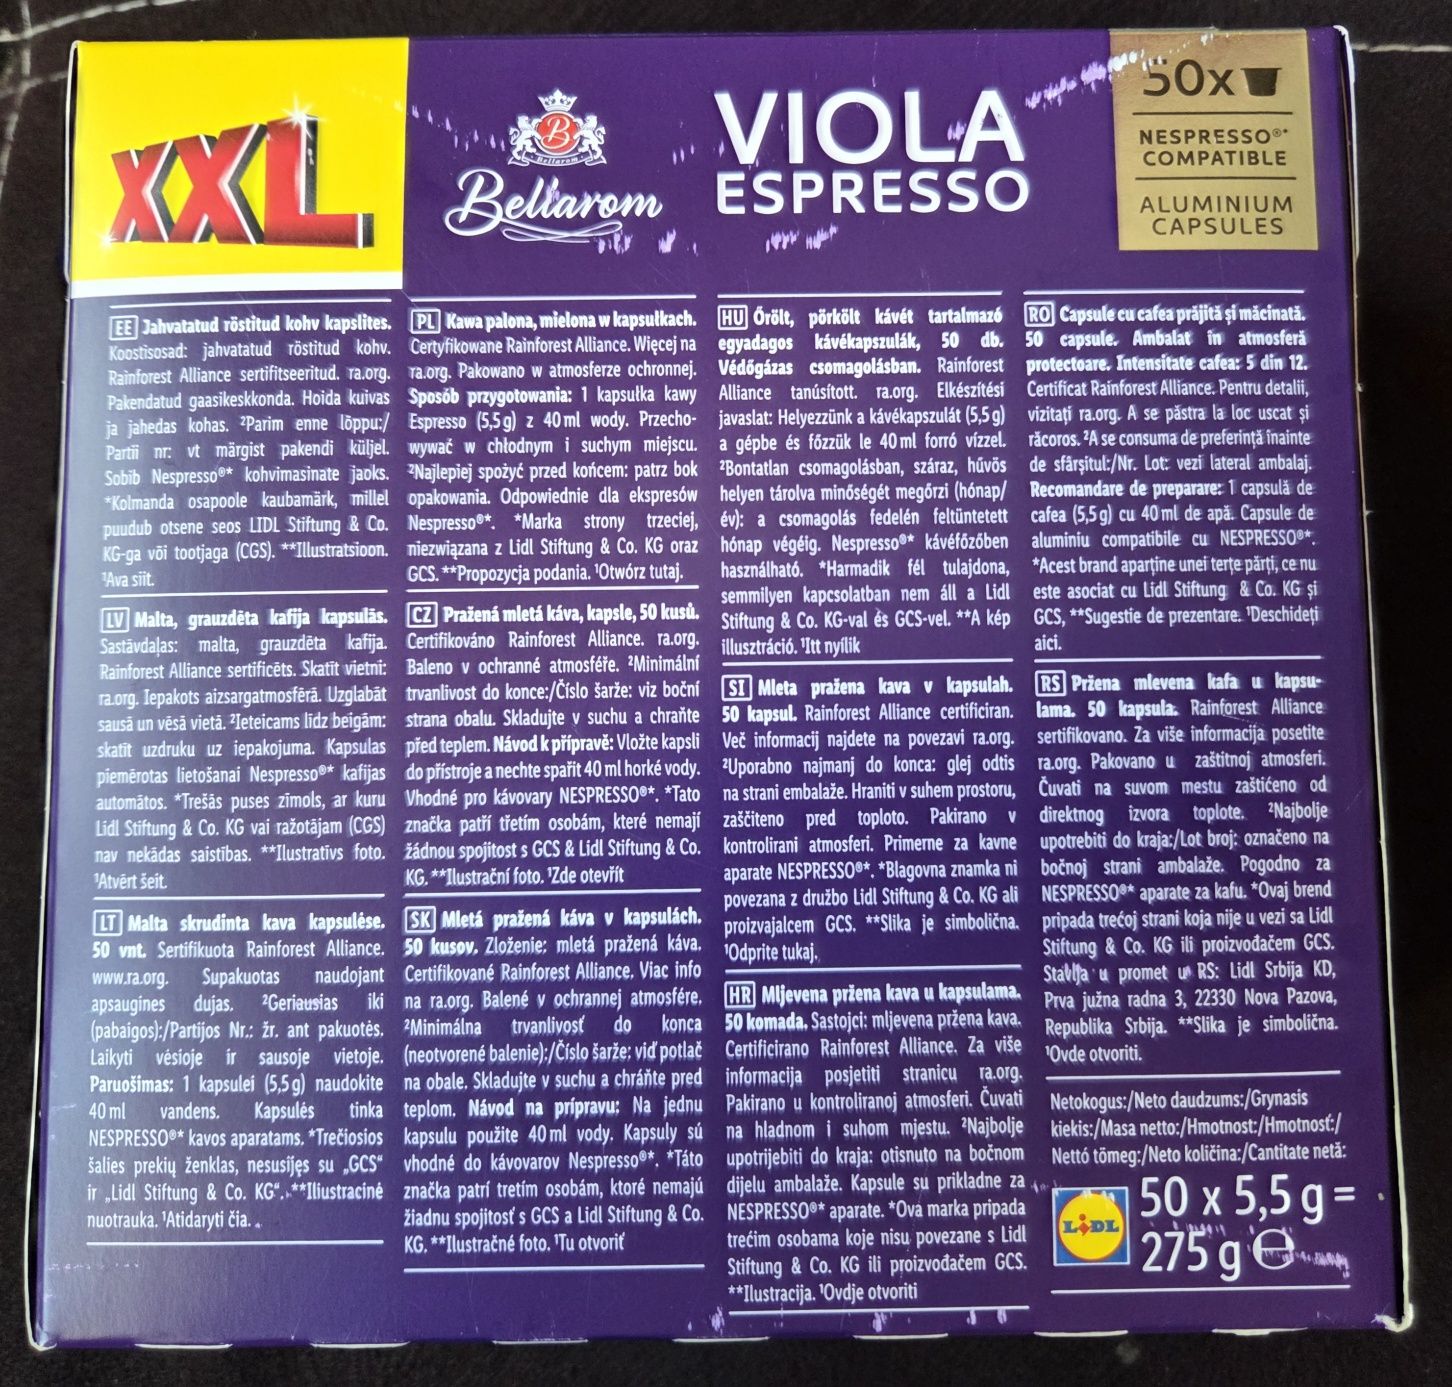 XXL
Bellarom
Bellarom
VIOLA
ESPRESSO
50x
NESPRESSO®*
COMPATIBLE
ALUMINIUM
CAPSULES
EE Jahvatatud röstitud kohv kapslites.
Koostisosad: jahvatatud röstitud kohv.
Rainforest Alliance sertifitseeritud. ra.org.
Pakendatud gaasikeskkonda. Hoida kuivas
ja jahedas kohas. ²Parim enne lõppu:/
Partii nr: vt märgist pakendi küljel.
Sobib Nespresso®* kohvimasinate jaoks.
*Kolmanda osapoole kaubamärk, millel
puudub otsene seos LIDL Stiftung & Co.
KG-ga või tootjaga (CGS). **Illustratsioon.
¹Ava siit.
LV Malta, grauzdēta kafija kapsulās.
Sastāvdaļas: malta, grauzdēta kafija.
Rainforest Alliance sertificēts. Skatīt vietni:
ra.org. Iepakots aizsargatmosfērā. Uzglabāt
sausā un vēsā vietā. ²Ieteicams līdz beigām:
skatīt uzdruku uz iepakojuma. Kapsulas
piemērotas lietošanai Nespresso®* kafijas
automātos. *Trešās puses zīmols, ar kuru
Lidl Stiftung & Co. KG vai ražotājam (CGS)
nav nekādas saistības. **Ilustratīvs foto.
¹Atvērt šeit.
LT Malta skrudinta kava kapsulėse.
50 vnt. Sertifikuota Rainforest Alliance.
www.ra.org. Supakuotas naudojant
apsaugines dujas. ²Geriausias iki
(pabaigos):/Partijos Nr.: žr. ant pakuotės.
Laikyti vėsioje ir sausoje vietoje.
Paruošimas: 1 kapsulei (5,5 g) naudokite
40 ml vandens. Kapsulės tinka
NESPRESSO®* kavos aparatams. *Trečiosios
šalies prekių ženklas, nesusijęs su „GCS“
ir „Lidl Stiftung & Co. KG“. **Iliustracinė
nuotrauka. ¹Atidaryti čia.
PL Kawa palona, mielona w kapsułkach.
Certyfikowane Rainforest Alliance. Więcej na
ra.org. Pakowano w atmosferze ochronnej.
Sposób przygotowania: 1 kapsułka kawy
Espresso (5,5 g) z 40 ml wody. Przecho-
wywać w chłodnym i suchym miejscu.
²Najlepiej spożyć przed końcem: patrz bok
opakowania. Odpowiednie dla ekspresów
Nespresso®*. *Marka strony trzeciej,
niezwiązana z Lidl Stiftung & Co. KG oraz
GCS. **Propozycja podania. ¹Otwórz tutaj.
CZ Pražená mletá káva, kapsle, 50 kusů.
Certifikováno Rainforest Alliance. ra.org.
Baleno v ochranné atmosféře. ²Minimální
trvanlivost do konce:/Číslo šarže: viz boční
strana obalu. Skladujte v suchu a chraňte
před teplem. Návod k přípravě: Vložte kapsli
do přístroje a nechte spařit 40 ml horké vody.
Vhodné pro kávovary NESPRESSO®*. *Tato
značka patří třetím osobám, které nemají
žádnou spojitost s GCS & Lidl Stiftung & Co.
KG. **Ilustrační foto. ¹Zde otevřít
SK Mletá pražená káva v kapsulách.
50 kusov. Zloženie: mletá pražená káva.
Certifikované Rainforest Alliance. Viac info
na ra.org. Balené v ochrannej atmosfére.
²Minimálna trvanlivosť do konca
(neotvorené balenie):/Číslo šarže: viď potlač
na obale. Skladujte v suchu a chráňte pred
teplom. Návod na prípravu: Na jednu
kapsulu použite 40 ml vody. Kapsuly sú
vhodné do kávovarov Nespresso®*. *Táto
značka patrí tretím osobám, ktoré nemajú
žiadnu spojitosť s GCS a Lidl Stiftung & Co.
KG. **Ilustračné foto. ¹Tu otvoriť
HU Őrölt, pörkölt kávét tartalmazó
egyadagos kávékapszulák, 50 db.
Védőgázas csomagolásban. Rainforest
Alliance tanúsított. ra.org. Elkészítési
javaslat: Helyezzünk a kávékapszulát (5,5 g)
a gépbe és főzzük le 40 ml forró vízzel.
²Bontatlan csomagolásban, száraz, hűvös
helyen tárolva minőségét megőrzi (hónap/
év): a csomagolás fedelén feltüntetett
hónap végéig. Nespresso®* kávéfőzőben
használható. *Harmadik fél tulajdona,
semmilyen kapcsolatban nem áll a Lidl
Stiftung & Co. KG-val és GCS-vel. **A kép
illusztráció. ¹Itt nyílik
SI Mleta pražena kava v kapsulah.
50 kapsul. Rainforest Alliance certificiran.
Več informacij najdete na povezavi ra.org.
²Uporabno najmanj do konca: glej odtis
na strani embalaže. Hraniti v suhem prostoru,
zaščiteno pred toploto. Pakirano v
kontrolirani atmosferi. Primerne za kavne
aparate NESPRESSO®*. *Blagovna znamka ni
povezana z družbo Lidl Stiftung & Co. KG ali
proizvajalcem GCS. **Slika je simbolična.
¹Odprite tukaj.
HR Mljevena pržena kava u kapsulama.
50 komada. Sastojci: mljevena pržena kava.
Certificirano Rainforest Alliance. Za više
informacija posjetiti stranicu ra.org.
Pakirano u kontroliranoj atmosferi. Čuvati
na hladnom i suhom mjestu. ²Najbolje
upotrijebiti do kraja: otisnuto na bočnom
dijelu ambalaže. Kapsule su prikladne za
NESPRESSO®* aparate. *Ova marka pripada
trećim osobama koje nisu povezane s Lidl
Stiftung & Co. KG ili proizvođačem GCS.
**Ilustracija. ¹Ovdje otvoriti
RO Capsule cu cafea prăjită și măcinată.
50 capsule. Ambalat în atmosferă
protectoare. Intensitate cafea: 5 din 12.
Certificat Rainforest Alliance. Pentru detalii,
vizitați ra.org. A se păstra la loc uscat și
răcoros. ²A se consuma de preferință înainte
de sfârșitul:/Nr. Lot: vezi lateral ambalaj.
Recomandare de preparare: 1 capsulă de
cafea (5,5 g) cu 40 ml de apă. Capsule de
aluminiu compatibile cu NESPRESSO®*.
*Acest brand aparține unei terțe părți, ce nu
este asociat cu Lidl Stiftung & Co. KG și
GCS, **Sugestie de prezentare. ¹Deschideți
aici.
RS Pržena mlevena kafa u kapsu-
lama. 50 kapsula. Rainforest Alliance
sertifikovano. Za više informacija posetite
ra.org. Pakovano u zaštitnoj atmosferi.
Čuvati na suvom mestu zaštićeno od
direktnog izvora toplote. ²Najbolje
upotrebiti do kraja:/Lot broj: označeno na
bočnoj strani ambalaže. Pogodno za
NESPRESSO®* aparate za kafu. *Ovaj brend
pripada trećoj strani koja nije u vezi sa Lidl
Stiftung & Co. KG ili proizvođačem GCS.
Stavlja u promet u RS: Lidl Srbija KD,
Prva južna radna 3, 22330 Nova Pazova,
Republika Srbija. **Slika je simbolična.
¹Ovde otvoriti.
Netokogus:/Neto daudzums:/Grynasis
kiekis:/Masa netto:/Hmotnost:/Hmotnosť:/
Nettó tömeg:/Neto količina:/Cantitate netă:
LIDL
50 x 5,5 g =
275 g ℮